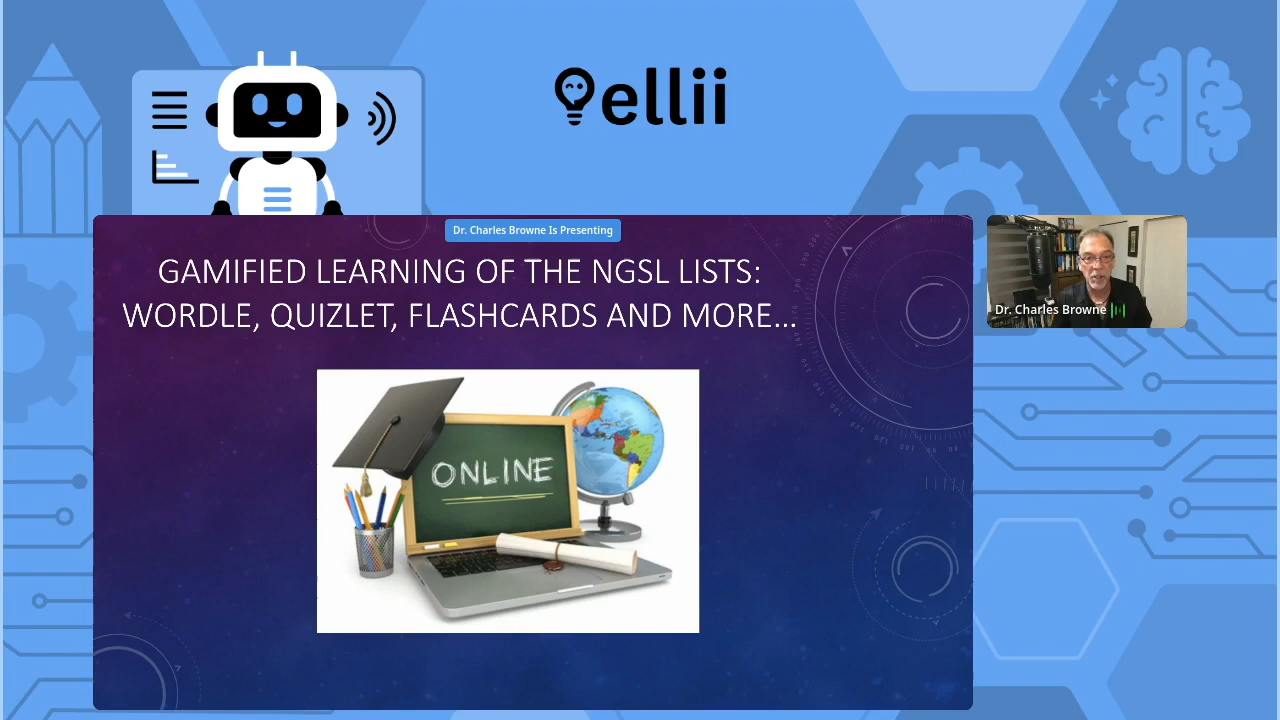 ellii
Dr. Charles Browne Is Presenting
GAMIFIED LEARNING OF THE NGSL LISTS:
WORDLE, QUIZLET, FLASHCARDS AND MORE...
ONLINE
Dr. Charles Browne